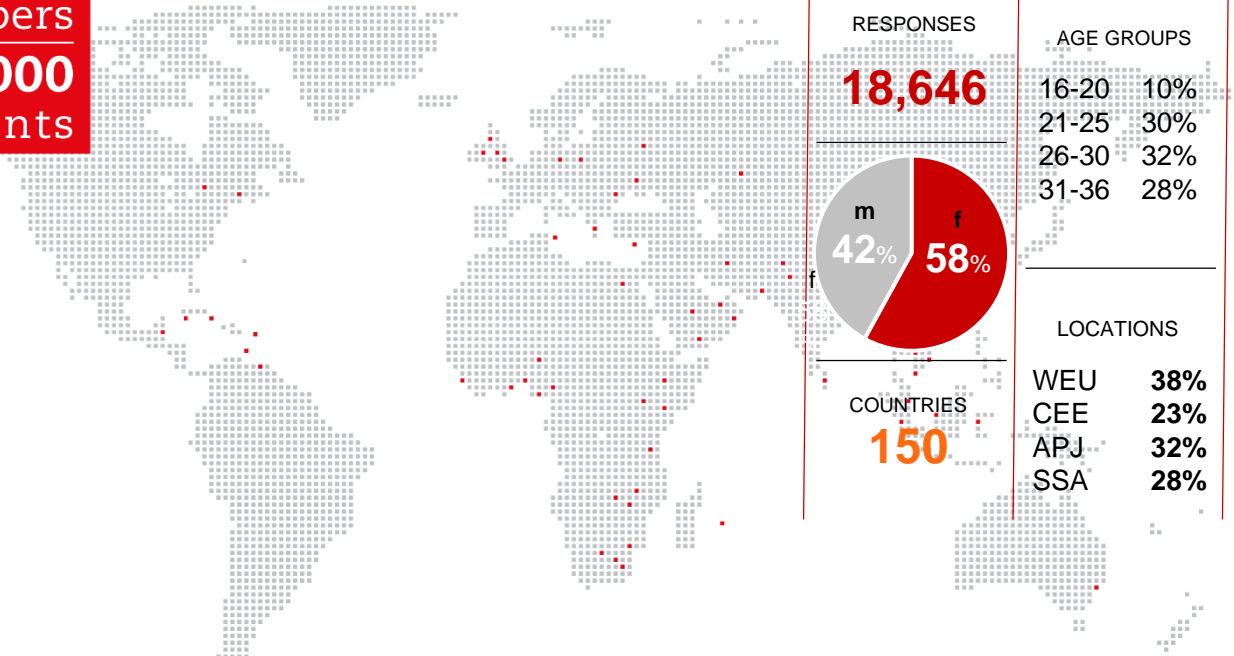 bers
000
nts
RESPONSES
18,646
m
42%
f
58%
f
COUNTRIES
150
AGE GROUPS
16-20 10%
21-25 30%
26-30 32%
31-36 28%
LOCATIONS
WEU 38%
CEE 23%
APJ 32%
SSA 28%